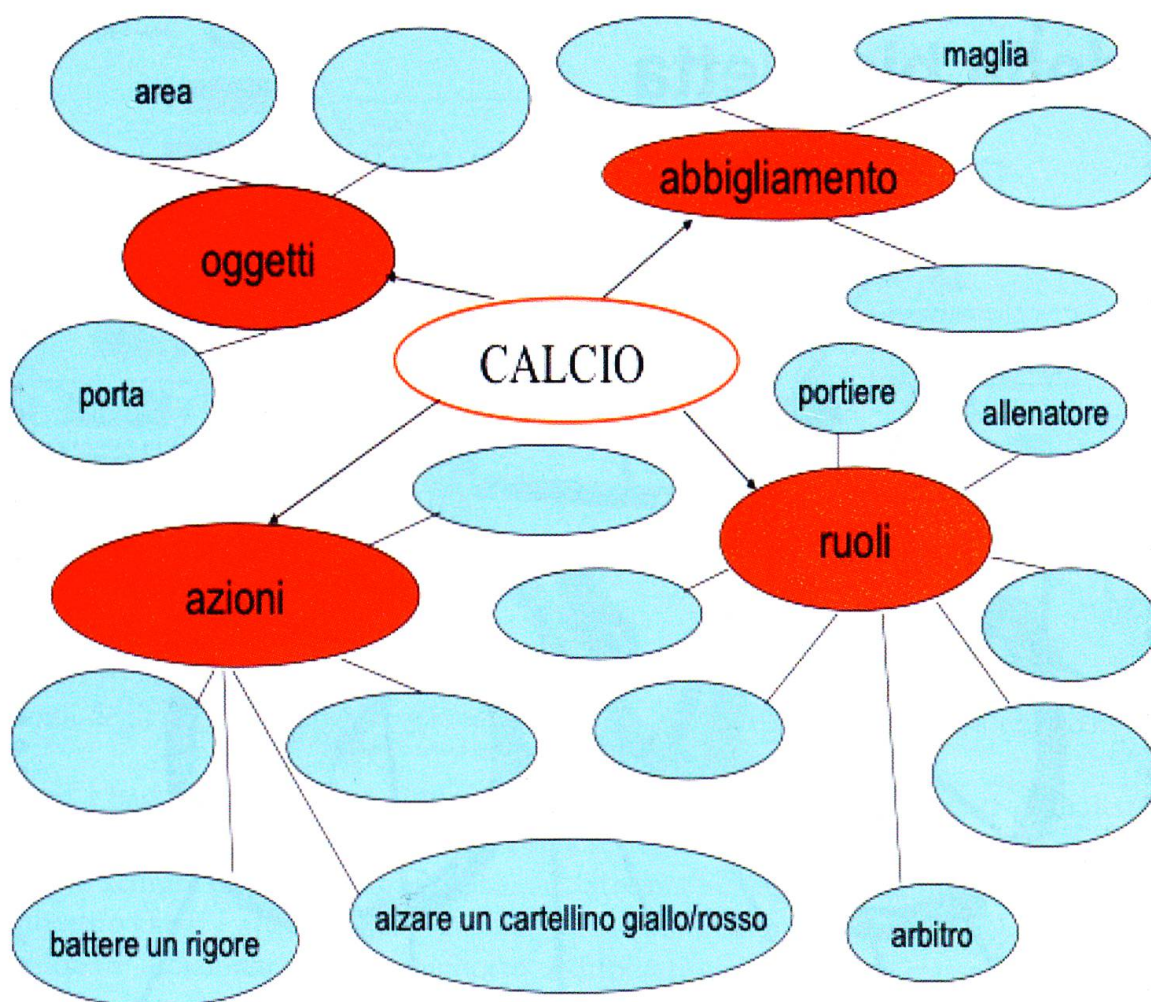 maglia
area
abbigliamento
oggetti
CALCIO
porta
portiere
allenatore
ruoli
azioni
alzare un cartellino giallo/rosso
battere un rigore
arbitro